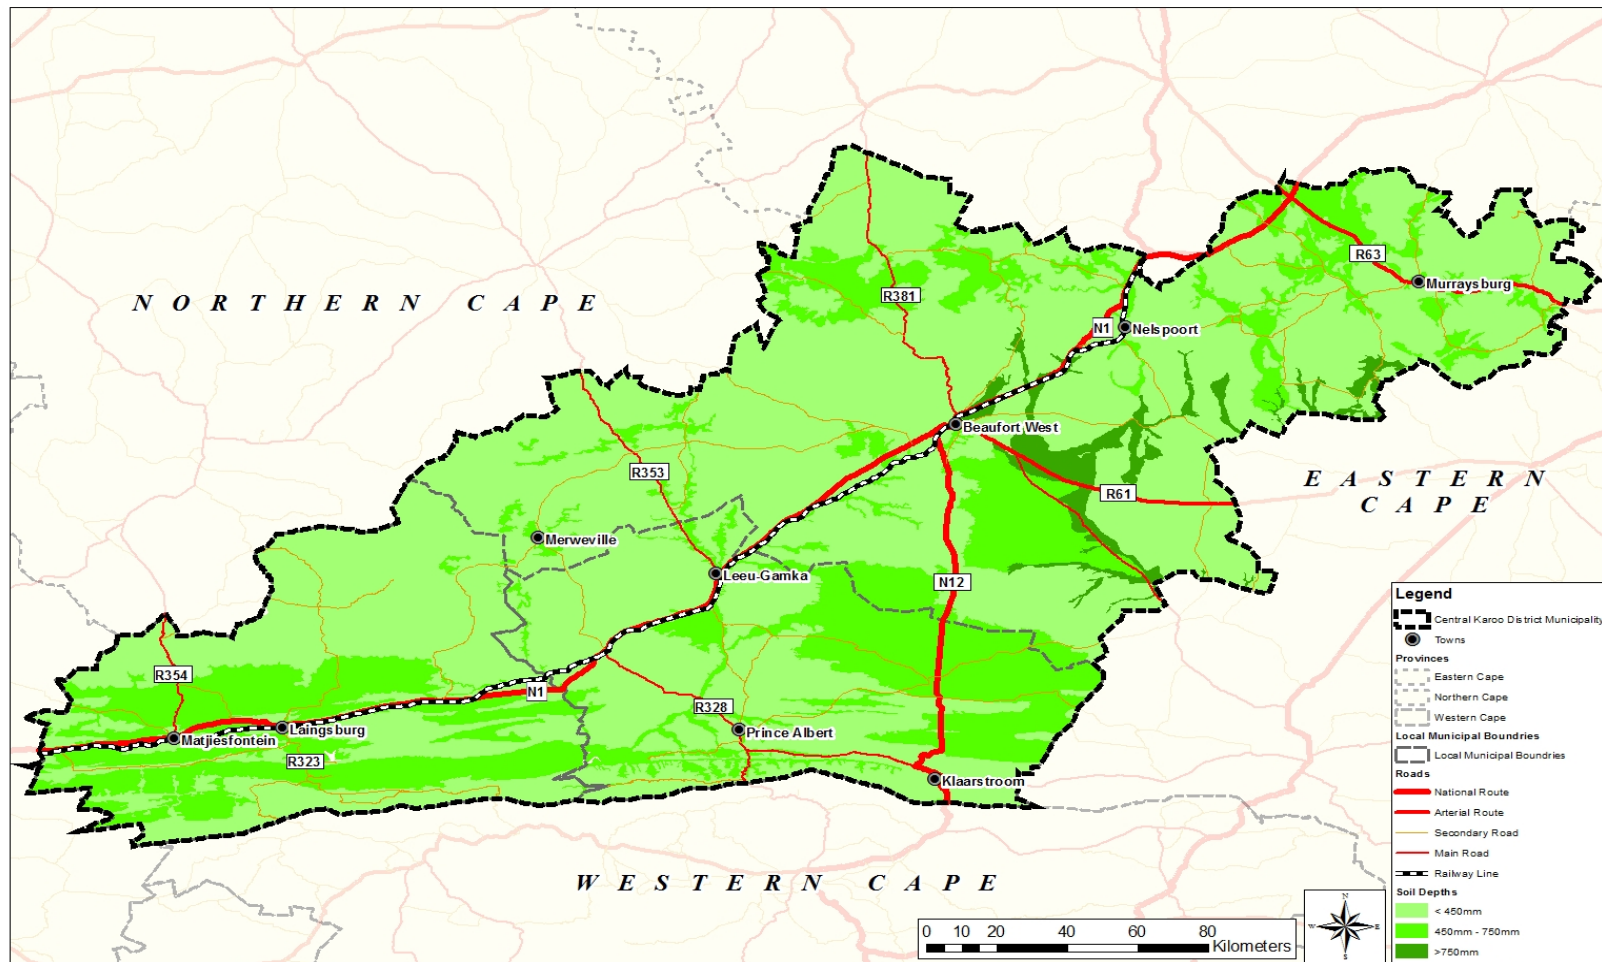 NORTHERN CAPE
R63
Murraysburg
R381
N1
Nelspoort
Beaufort West
R353
R61
EASTERN
CAPE
Merweville
Leeu-Gamka
N12
R354
N1
R328
Laingsburg
Matjiesfontein
Prince Albert
R323
Klaarstroom
WESTERN CAPE
0 10 20 40 60 80
Kilometers
N
W E
S
Legend
Central Karoo District Municipality
Towns
Provinces
Eastern Cape
Northern Cape
Western Cape
Local Municipal Boundaries
Local Municipal Boundries
Roads
National Route
Arterial Route
Secondary Road
Main Road
Railway Line
Soil Depths
< 450mm
450mm - 750mm
>750mm